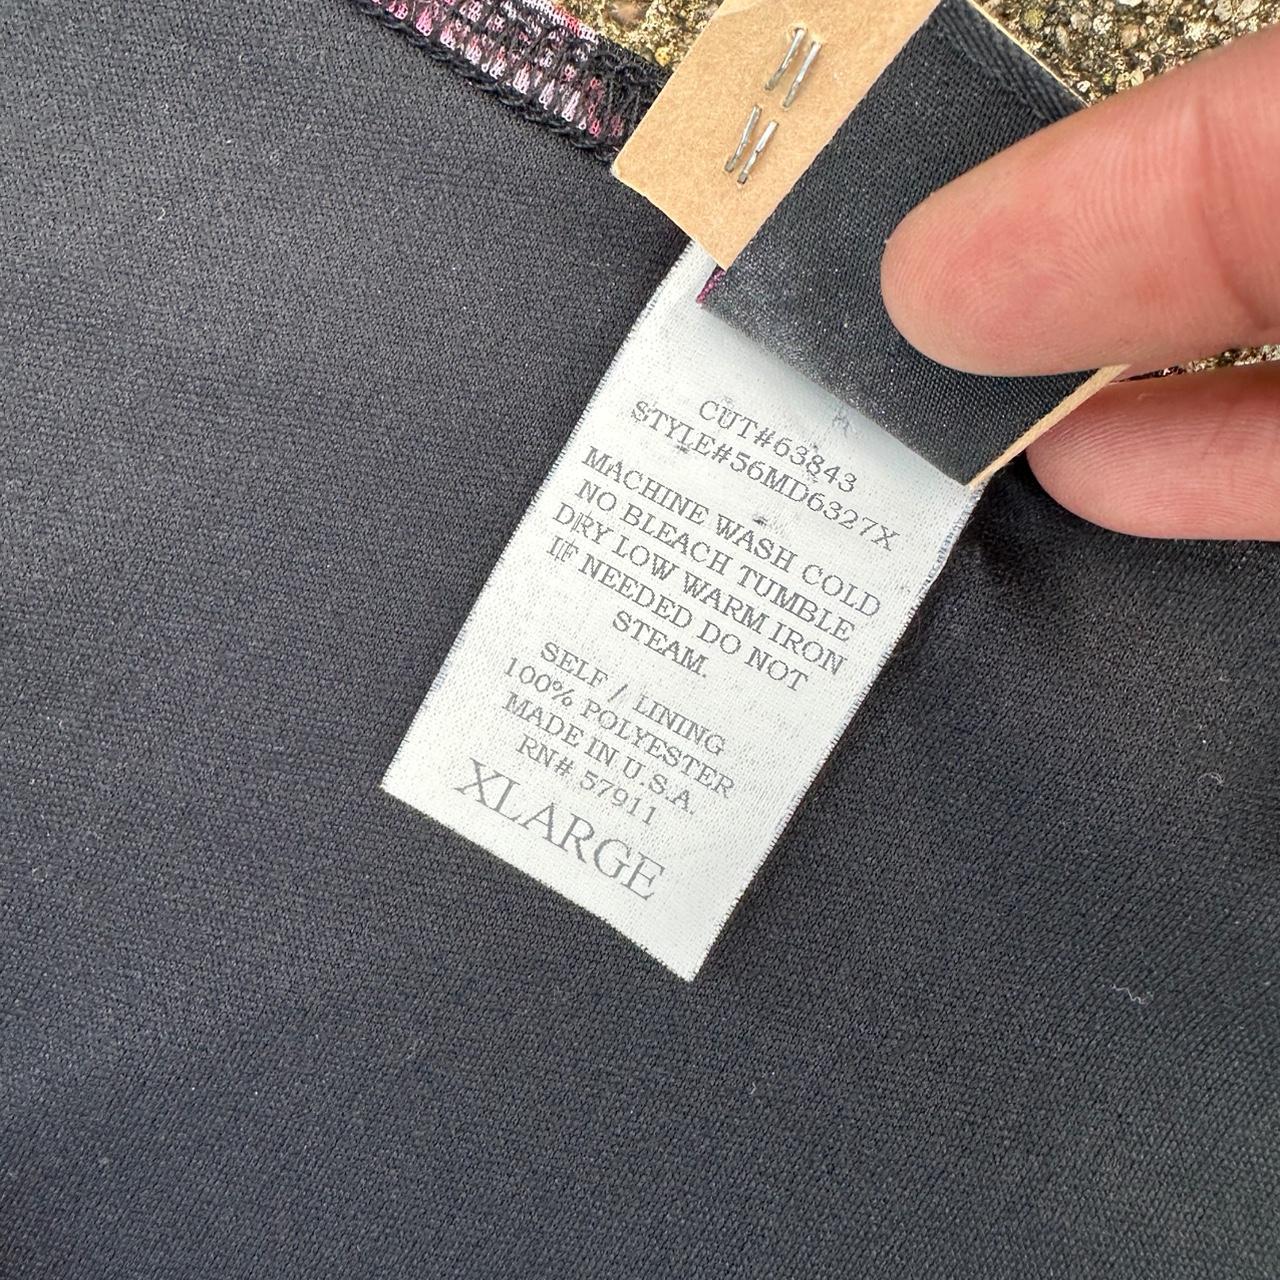 CUT#63843
STYLE#56MD6327X
MACHINE WASH COLD
NO BLEACH TUMBLE
DRY LOW WARM IRON
IF NEEDED DO NOT
STEAM.
SELF / LINING
100% POLYESTER
MADE IN U.S.A.
RN# 57911
XLARGE